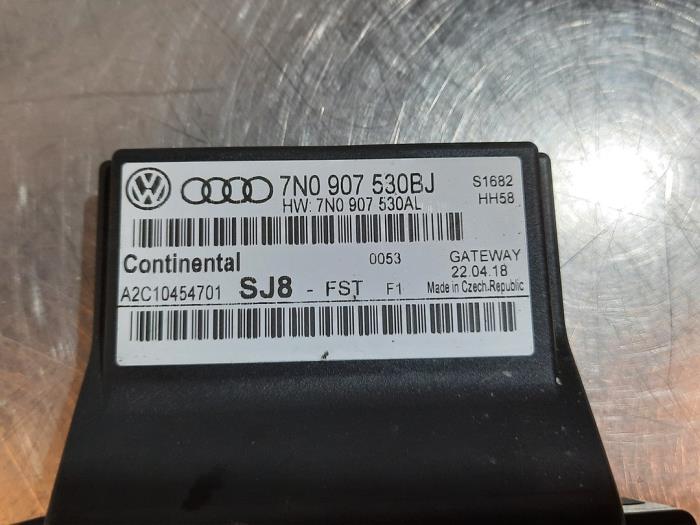 7N0 907 530BJ S1682
HW: 7N0 907 530AL HH58
Continental 0053 GATEWAY
22.04.18
A2C10454701 SJ8 - FST F1 Made in Czech.Republic